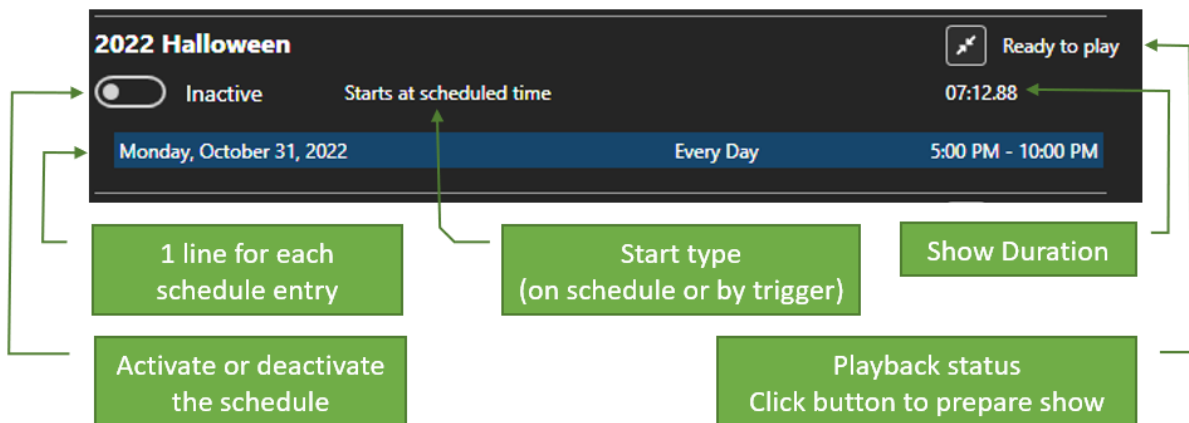 2022 Halloween
Ready to play
Inactive
Starts at scheduled time
07:12.88
Monday, October 31, 2022
Every Day
5:00 PM - 10:00 PM
1 line for each
schedule entry
Start type
(on schedule or by trigger)
Show Duration
Activate or deactivate
the schedule
Playback status
Click button to prepare show